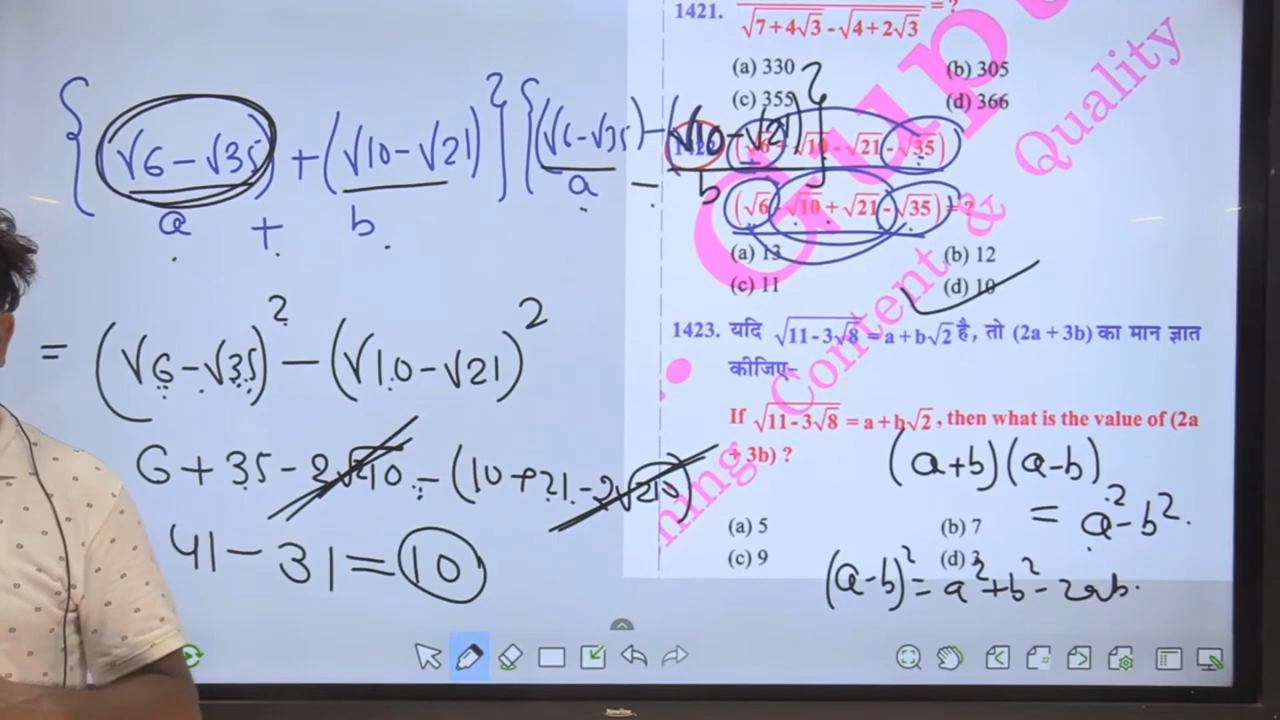 {(√6-√35) + (√10-√21)} {(√6-√35) - (√10-√21)}
a + b a - b
= (√6-√35)² - (√10-√21)²
6+35-2√210 - (10+21-2√210)
41-31=10
1421. √7+4√3 - √4+2√3 = ?
(a) 330 (b) 305
(c) 355 (d) 366
(√6 + √10 - √21 - √35)
(√6 - √10 + √21 - √35) = ?
(a) 13 (b) 12
(c) 11 (d) 10
1423. यदि √11-3√8 = a+b√2 है, तो (2a + 3b) का मान ज्ञात
कीजिए-
If √11-3√8 = a+b√2, then what is the value of (2a
+ 3b) ?
(a) 5 (b) 7
(c) 9 (d) 3
(a+b)(a-b)
= a²-b².
(a-b)² = a²+b²-2ab.
Content & Quality